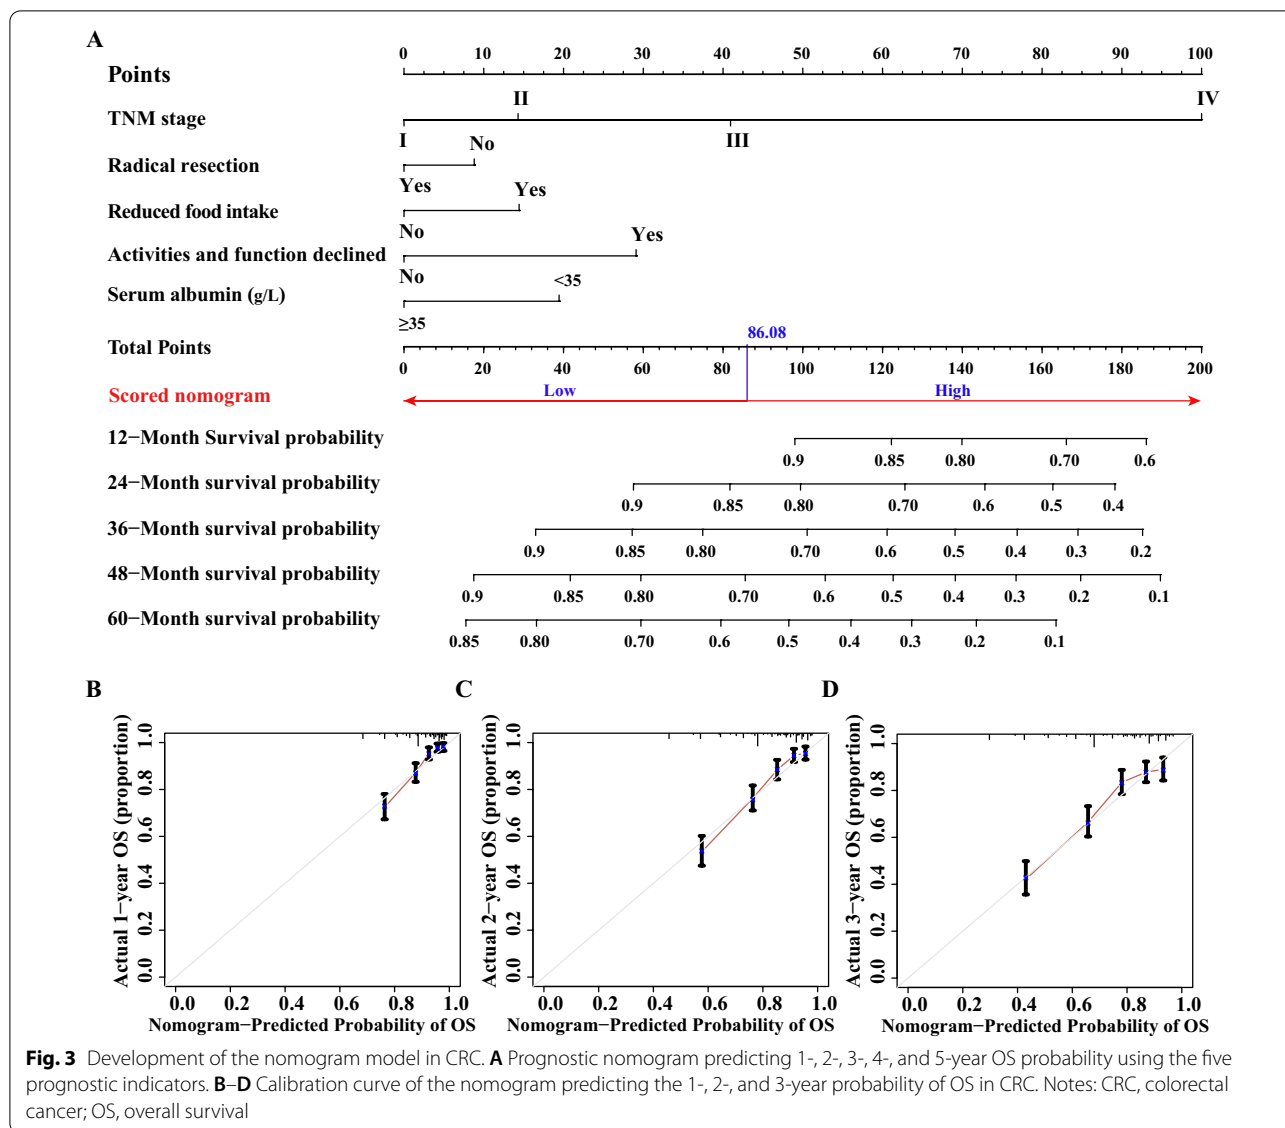 A
0 10 20 30 40 50 60 70 80 90 100
Points
II IV
TNM stage
I III
No
Radical resection
Yes
Yes
Reduced food intake
No
Yes
Activities and function declined
No
<35
Serum albumin (g/L)
≥35
86.08
Total Points
0 20 40 60 80 100 120 140 160 180 200
Scored nomogram
Low High
12−Month Survival probability
0.9 0.85 0.80 0.70 0.6
24−Month survival probability
0.9 0.85 0.80 0.70 0.6 0.5 0.4
36−Month survival probability
0.9 0.85 0.80 0.70 0.6 0.5 0.4 0.3 0.2
48−Month survival probability
0.9 0.85 0.80 0.70 0.6 0.5 0.4 0.3 0.2 0.1
60−Month survival probability
0.85 0.80 0.70 0.6 0.5 0.4 0.3 0.2 0.1
B
Actual 1−year OS (proportion)
0.0 0.2 0.4 0.6 0.8 1.0
0.0 0.2 0.4 0.6 0.8 1.0
Nomogram−Predicted Probability of OS
C
Actual 2−year OS (proportion)
0.0 0.2 0.4 0.6 0.8 1.0
0.0 0.2 0.4 0.6 0.8 1.0
Nomogram−Predicted Probability of OS
D
Actual 3−year OS (proportion)
0.0 0.2 0.4 0.6 0.8 1.0
0.0 0.2 0.4 0.6 0.8 1.0
Nomogram−Predicted Probability of OS
Fig. 3 Development of the nomogram model in CRC. A Prognostic nomogram predicting 1-, 2-, 3-, 4-, and 5-year OS probability using the five
prognostic indicators. B–D Calibration curve of the nomogram predicting the 1-, 2-, and 3-year probability of OS in CRC. Notes: CRC, colorectal
cancer; OS, overall survival